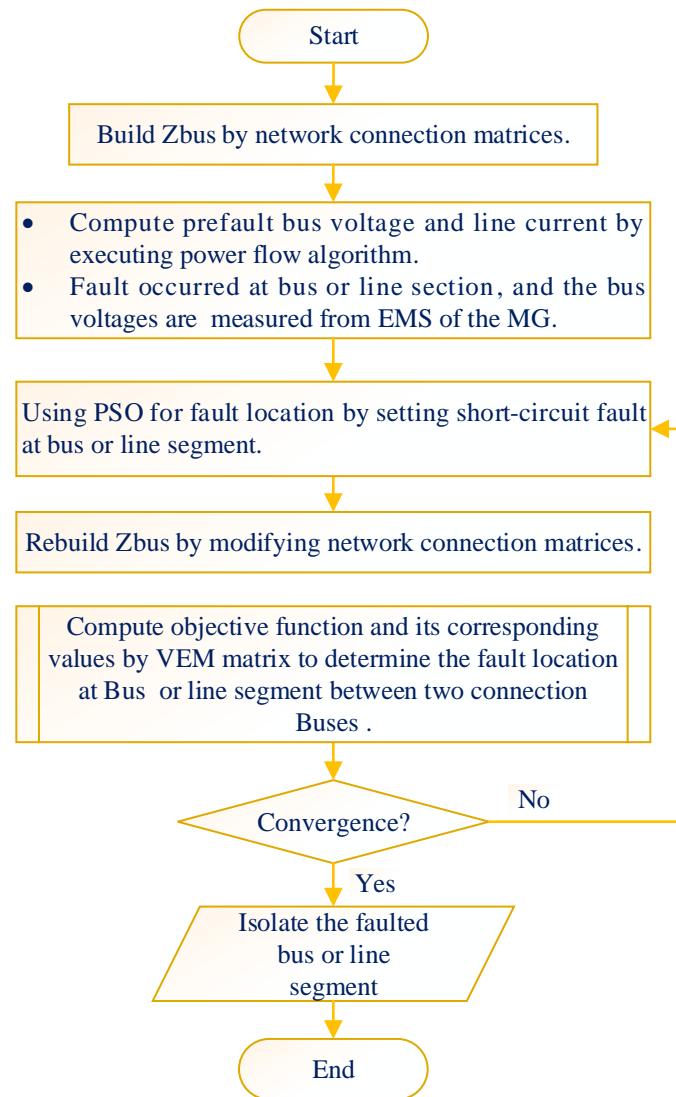 Start
Build Zbus by network connection matrices.
• Compute prefault bus voltage and line current by
executing power flow algorithm.
• Fault occurred at bus or line section, and the bus
voltages are measured from EMS of the MG.
Using PSO for fault location by setting short-circuit fault
at bus or line segment.
Rebuild Zbus by modifying network connection matrices.
Compute objective function and its corresponding
values by VEM matrix to determine the fault location
at Bus or line segment between two connection
Buses .
Convergence?
No
Yes
Isolate the faulted
bus or line
segment
End